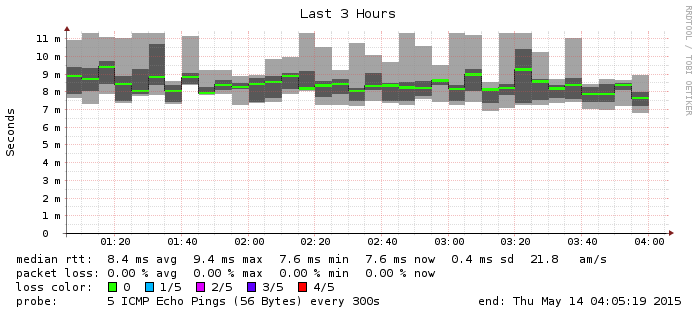 Last 3 Hours
RRDTOOL / TOBI OETIKER
Seconds
11 m
10 m
9 m
8 m
7 m
6 m
5 m
4 m
3 m
2 m
1 m
0
01:20 01:40 02:00 02:20 02:40 03:00 03:20 03:40 04:00
median rtt: 8.4 ms avg 9.4 ms max 7.6 ms min 7.6 ms now 0.4 ms sd 21.8 am/s
packet loss: 0.00 % avg 0.00 % max 0.00 % min 0.00 % now
loss color: 0 1/5 2/5 3/5 4/5
probe: 5 ICMP Echo Pings (56 Bytes) every 300s end: Thu May 14 04:05:19 2015